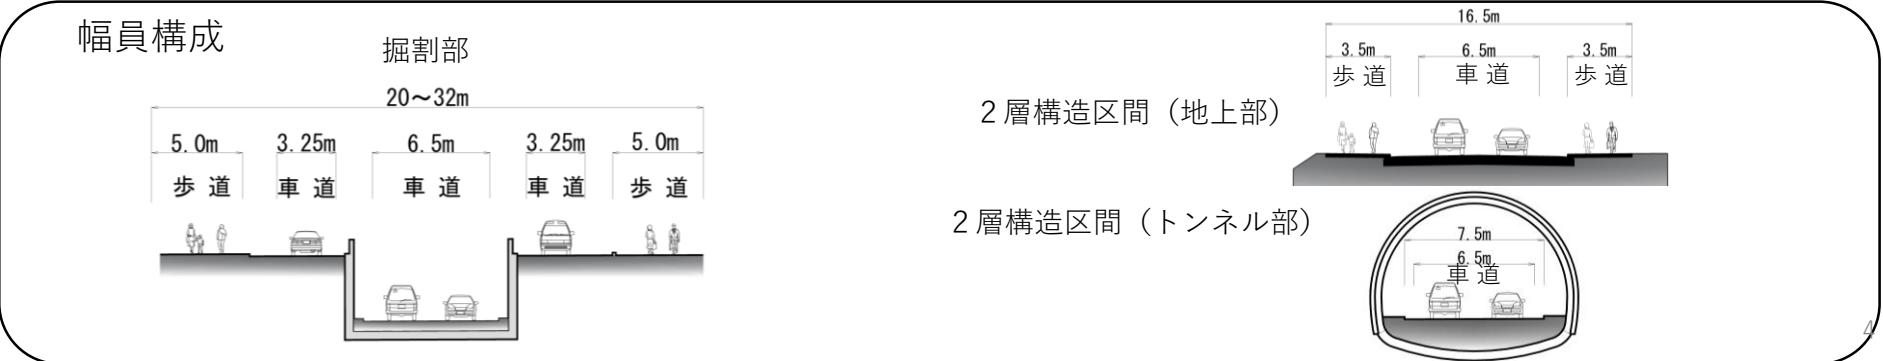 幅員構成
掘割部
20～32m
5.0m 3.25m 6.5m 3.25m 5.0m
歩道 車道 車道 車道 歩道
２層構造区間（地上部）
16.5m
3.5m 6.5m 3.5m
歩道 車道 歩道
２層構造区間（トンネル部）
7.5m
6.5m
車道
4